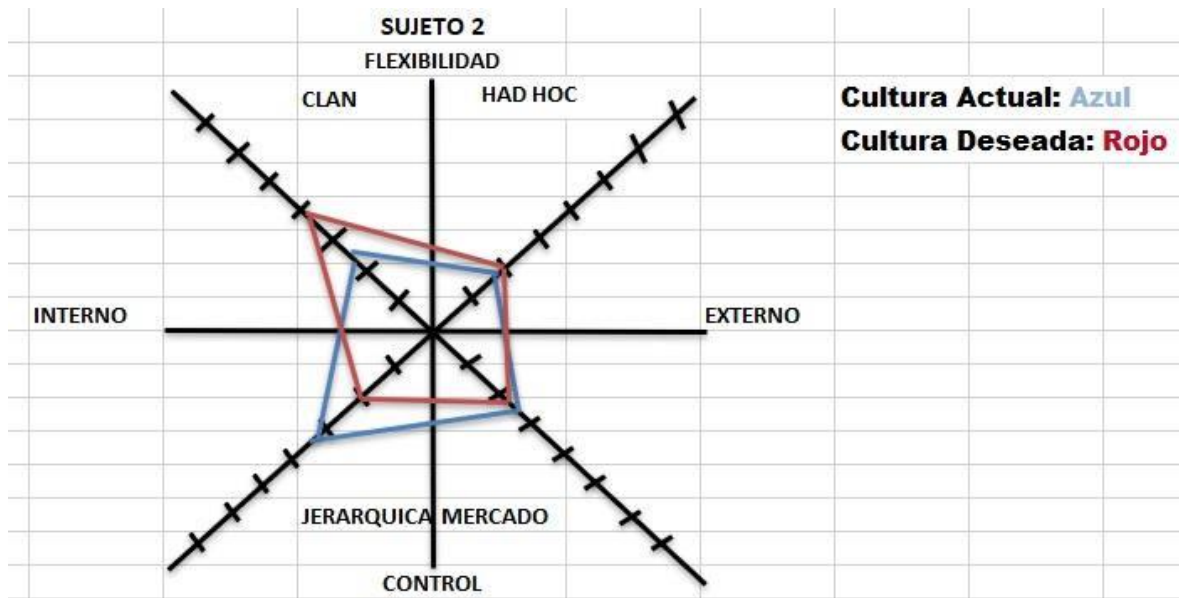 SUJETO 2
FLEXIBILIDAD
CLAN
HAD HOC
Cultura Actual: Azul
Cultura Deseada: Rojo
INTERNO
EXTERNO
JERARQUICA MERCADO
CONTROL